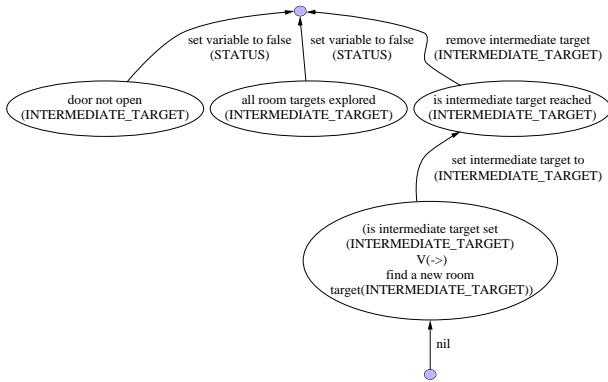 set variable to false
(STATUS)
set variable to false
(STATUS)
remove intermediate target
(INTERMEDIATE_TARGET)
door not open
(INTERMEDIATE_TARGET)
all room targets explored
(INTERMEDIATE_TARGET)
is intermediate target reached
(INTERMEDIATE_TARGET)
set intermediate target to
(INTERMEDIATE_TARGET)
(is intermediate target set
(INTERMEDIATE_TARGET)
V(->)
find a new room
target(INTERMEDIATE_TARGET))
nil